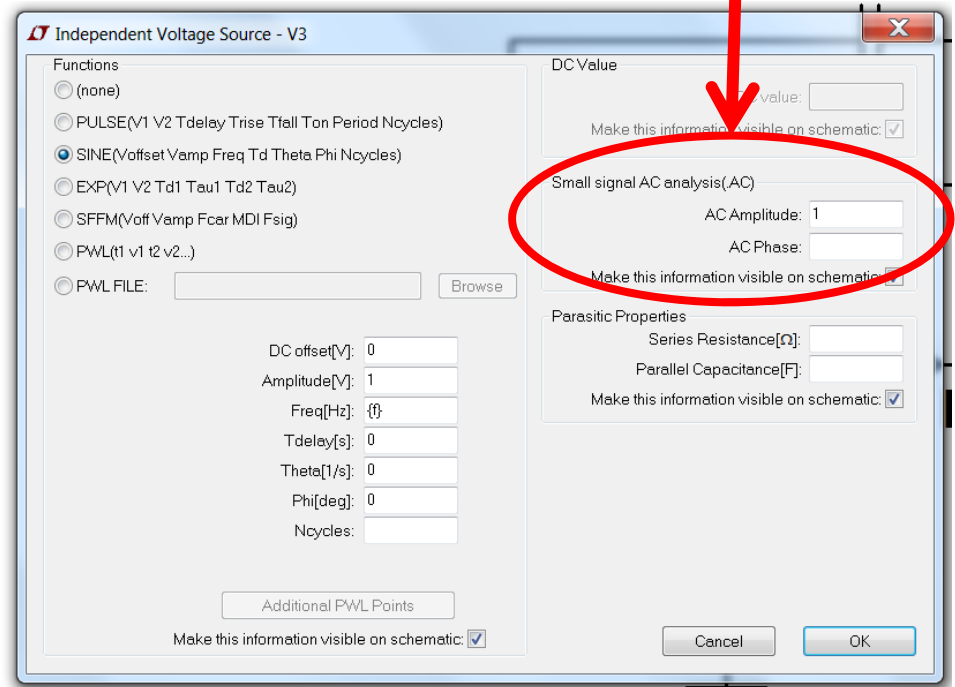 Independent Voltage Source - V3
Functions
(none)
PULSE(V1 V2 Tdelay Trise Tfall Ton Period Ncycles)
SINE(Voffset Vamp Freq Td Theta Phi Ncycles)
EXP(V1 V2 Td1 Tau1 Td2 Tau2)
SFFM(Voff Vamp Fcar MDI Fsig)
PWL(t1 v1 t2 v2...)
PWL FILE:
Browse
DC offset[V]: 0
Amplitude[V]: 1
Freq[Hz]: {f}
Tdelay[s]: 0
Theta[1/s]: 0
Phi[deg]: 0
Ncycles:
Additional PWL Points
Make this information visible on schematic:
DC Value
value:
Make this information visible on schematic:
Small signal AC analysis(.AC)
AC Amplitude: 1
AC Phase:
Make this information visible on schematic:
Parasitic Properties
Series Resistance[Ω]:
Parallel Capacitance[F]:
Make this information visible on schematic:
Cancel
OK